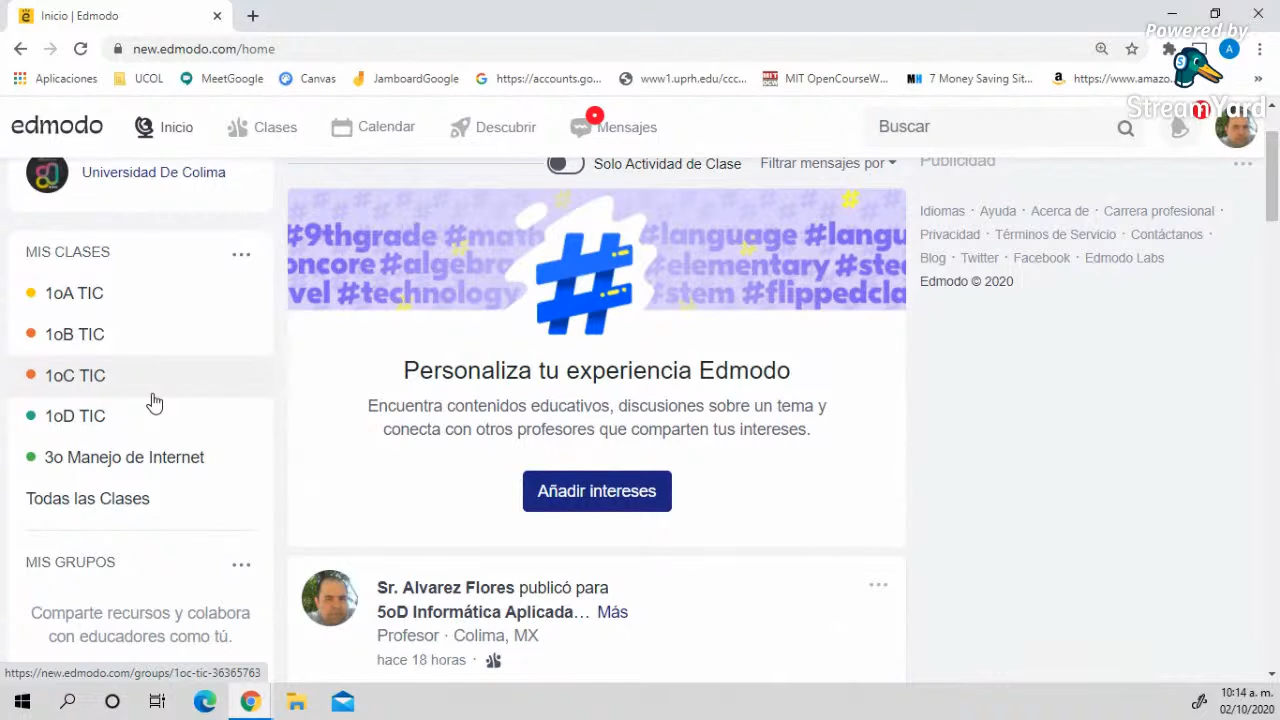 Inicio | Edmodo
Powered by
new.edmodo.com/home
A
Aplicaciones UCOL MeetGoogle Canvas JamboardGoogle https://accounts.go... www1.uprh.edu/ccc... MIT OpenCourseW... 7 Money Saving Sit... https://www.amazo... »
StreamYard
edmodo Inicio Clases Calendar Descubrir Mensajes Buscar
Universidad De Colima
Solo Actividad de Clase Filtrar mensajes por
Publicidad
MIS CLASES
1oA TIC
1oB TIC
1oC TIC
1oD TIC
3o Manejo de Internet
Todas las Clases
MIS GRUPOS
Comparte recursos y colabora
con educadores como tú.
#9thgrade #m #language #langu
oncore #algeb lementary #stee
vel #technology #stem #flippedcla
#
Personaliza tu experiencia Edmodo
Encuentra contenidos educativos, discusiones sobre un tema y
conecta con otros profesores que comparten tus intereses.
Añadir intereses
Sr. Alvarez Flores publicó para
5oD Informática Aplicada... Más
Profesor · Colima, MX
hace 18 horas ·
Idiomas · Ayuda · Acerca de · Carrera profesional ·
Privacidad · Términos de Servicio · Contáctanos ·
Blog · Twitter · Facebook · Edmodo Labs
Edmodo © 2020
https://new.edmodo.com/groups/1oc-tic-36365763
10:14 a. m.
02/10/2020